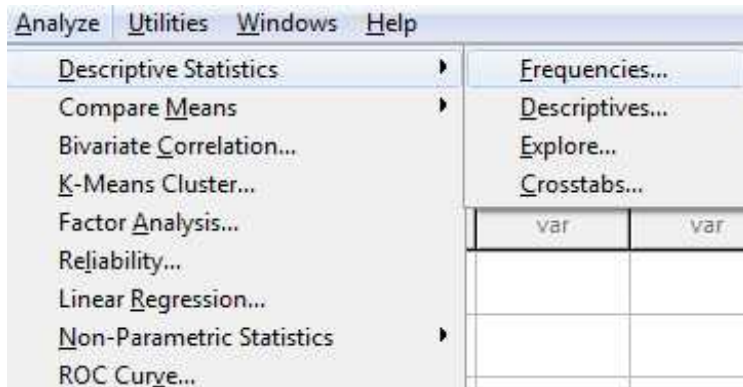 Analyze Utilities Windows Help
Descriptive Statistics
Compare Means
Bivariate Correlation...
K-Means Cluster...
Factor Analysis...
Reliability...
Linear Regression...
Non-Parametric Statistics
ROC Curve...
Frequencies...
Descriptives...
Explore...
Crosstabs...
var var